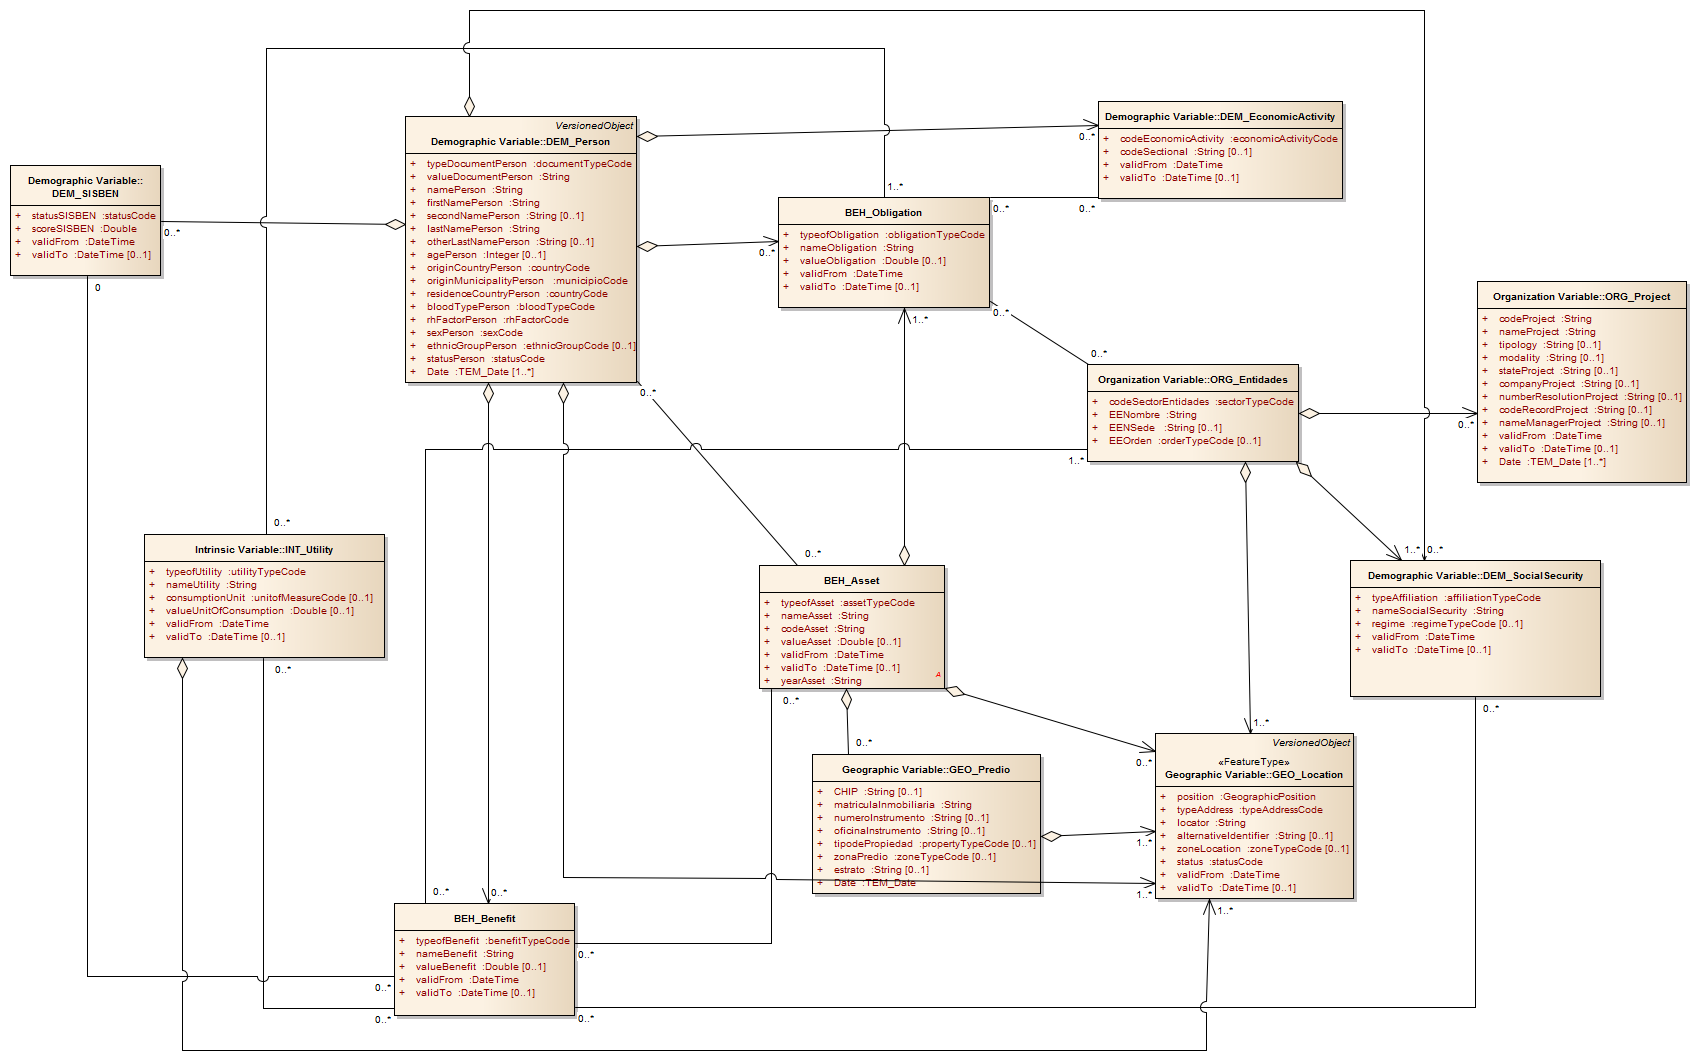 VersionedObject
Demographic Variable::DEM_Person
+ typeDocumentPerson :documentTypeCode
+ valueDocumentPerson :String
+ namePerson :String
+ firstNamePerson :String
+ secondNamePerson :String [0..1]
+ lastNamePerson :String
+ otherLastNamePerson :String [0..1]
+ agePerson :Integer [0..1]
+ originCountryPerson :countryCode
+ originMunicipalityPerson :municipioCode
+ residenceCountryPerson :countryCode
+ bloodTypePerson :bloodTypeCode
+ rhFactorPerson :rhFactorCode
+ sexPerson :sexCode
+ ethnicGroupPerson :ethnicGroupCode [0..1]
+ statusPerson :statusCode
+ Date :TEM_Date [1..*]
0..*
Demographic Variable::DEM_EconomicActivity
+ codeEconomicActivity :economicActivityCode
+ codeSectional :String [0..1]
+ validFrom :DateTime
+ validTo :DateTime [0..1]
0..*
0..*
Demographic Variable::
DEM_SISBEN
+ statusSISBEN :statusCode
+ scoreSISBEN :Double
+ validFrom :DateTime
+ validTo :DateTime [0..1]
0..*
0
1..*
0..*
BEH_Obligation
+ typeofObligation :obligationTypeCode
+ nameObligation :String
+ valueObligation :Double [0..1]
+ validFrom :DateTime
+ validTo :DateTime [0..1]
0..*
1..*
0..*
0..*
Organization Variable::ORG_Entidades
+ codeSectorEntidades :sectorTypeCode
+ EENombre :String
+ EENSede :String [0..1]
+ EEOrden :orderTypeCode [0..1]
1..*
Organization Variable::ORG_Project
+ codeProject :String
+ nameProject :String
+ tipology :String [0..1]
+ modality :String [0..1]
+ stateProject :String [0..1]
+ companyProject :String [0..1]
+ numberResolutionProject :String [0..1]
+ codeRecordProject :String [0..1]
+ nameManagerProject :String [0..1]
+ validFrom :DateTime
+ validTo :DateTime [0..1]
+ Date :TEM_Date [1..*]
0..*
0..*
Intrinsic Variable::INT_Utility
+ typeofUtility :utilityTypeCode
+ nameUtility :String
+ consumptionUnit :unitofMeasureCode [0..1]
+ valueUnitOfConsumption :Double [0..1]
+ validFrom :DateTime
+ validTo :DateTime [0..1]
0..*
0..*
BEH_Asset
+ typeofAsset :assetTypeCode
+ nameAsset :String
+ codeAsset :String
+ valueAsset :Double [0..1]
+ validFrom :DateTime
+ validTo :DateTime [0..1]
+ yearAsset :String
A
0..*
1..*
0..*
Demographic Variable::DEM_SocialSecurity
+ typeAffiliation :affiliationTypeCode
+ nameSocialSecurity :String
+ regime :regimeTypeCode [0..1]
+ validFrom :DateTime
+ validTo :DateTime [0..1]
0..*
0..*
Geographic Variable::GEO_Predio
+ CHIP :String [0..1]
+ matriculaInmobiliaria :String
+ numeroInstrumento :String [0..1]
+ oficinaInstrumento :String [0..1]
+ tipodePropiedad :propertyTypeCode [0..1]
+ zonaPredio :zoneTypeCode [0..1]
+ estrato :String [0..1]
+ Date :TEM_Date
1..*
0..*
VersionedObject
«FeatureType»
Geographic Variable::GEO_Location
+ position :GeographicPosition
+ typeAddress :typeAddressCode
+ locator :String
+ alternativeIdentifier :String [0..1]
+ zoneLocation :zoneTypeCode [0..1]
+ status :statusCode
+ validFrom :DateTime
+ validTo :DateTime [0..1]
1..*
1..*
1..*
0..*
0..*
BEH_Benefit
+ typeofBenefit :benefitTypeCode
+ nameBenefit :String
+ valueBenefit :Double [0..1]
+ validFrom :DateTime
+ validTo :DateTime [0..1]
0..*
0..*
0..*
0..*